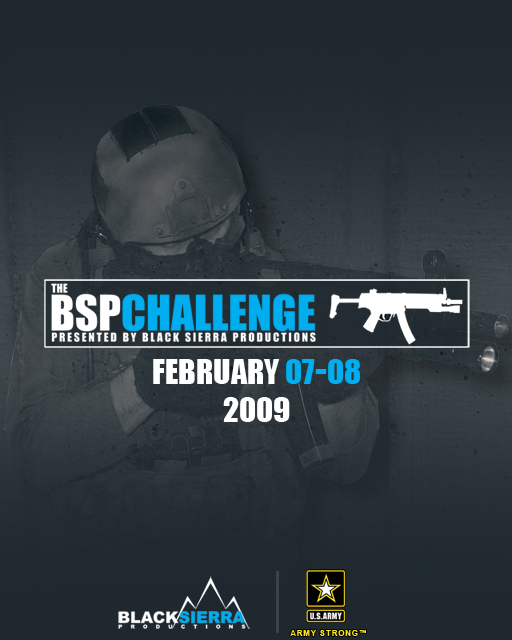 THE
BSPCHALLENGE
PRESENTED BY BLACK SIERRA PRODUCTIONS
FEBRUARY 07-08
2009
BLACKSIERRA
PRODUCTIONS
U.S.ARMY
ARMY STRONG™